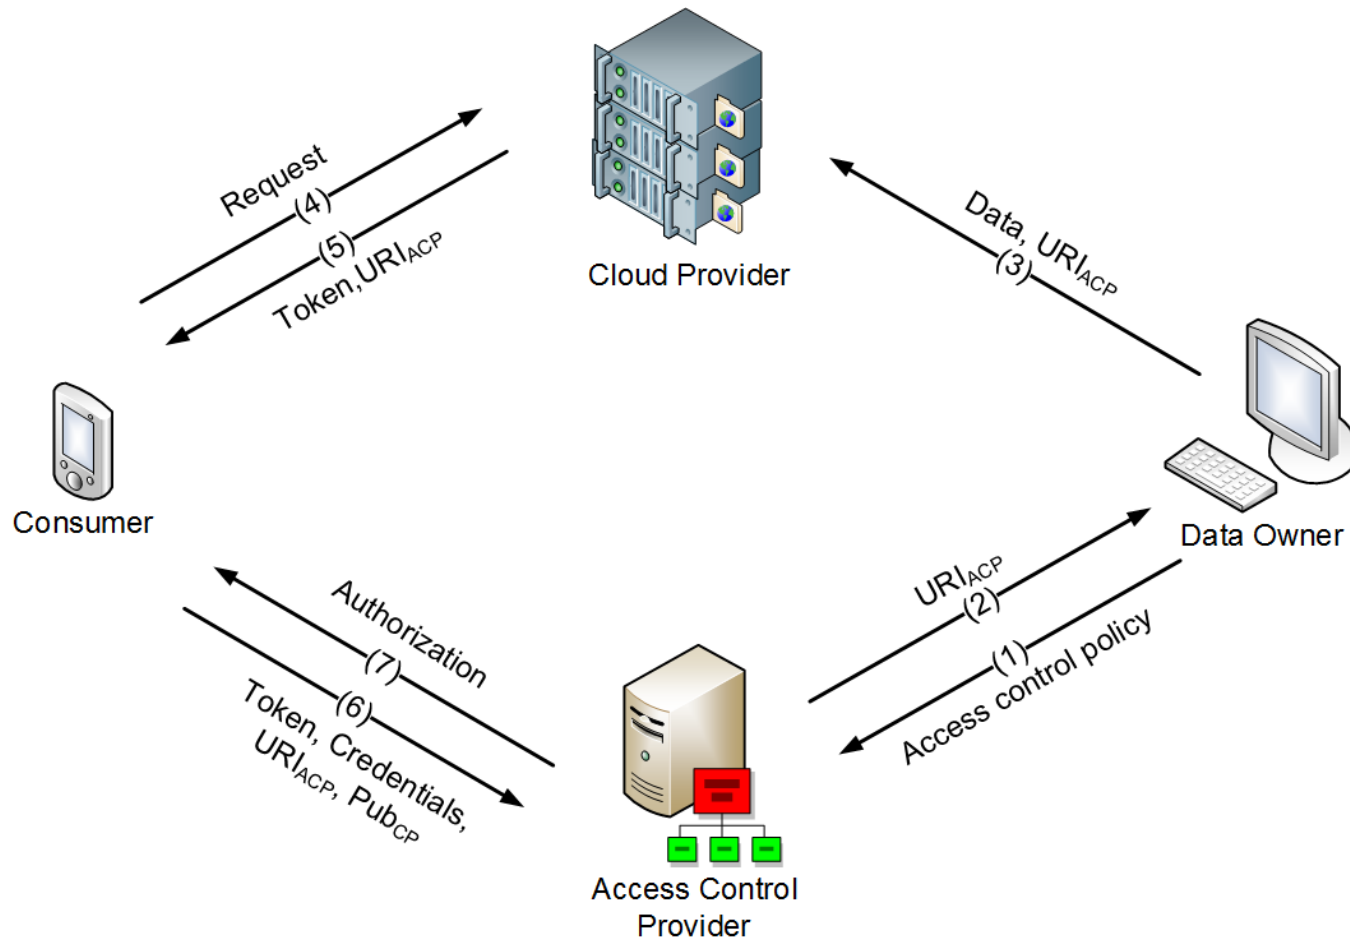 Request
(4)
(5)
Token,URIACP
Cloud Provider
Data, URIACP
(3)
Consumer
Data Owner
URIACP
(2)
(1)
Access control policy
Authorization
(7)
(6)
Token, Credentials,
URIACP, PubCP
Access Control
Provider